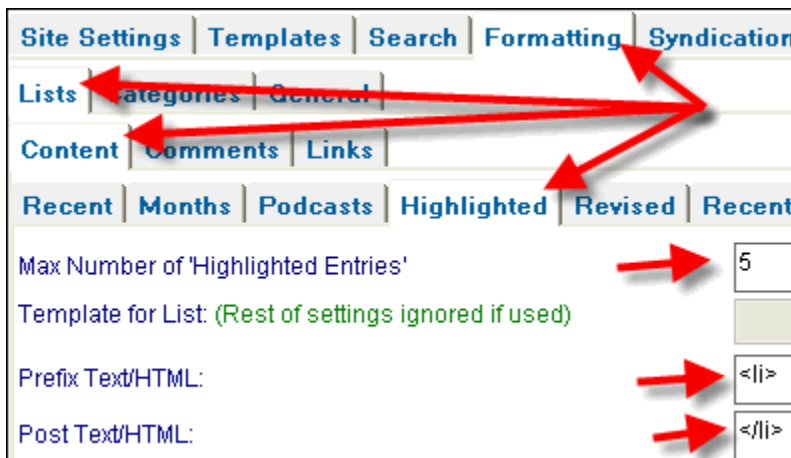 Site Settings Templates Search Formatting Syndication
Lists Categories General
Content Comments Links
Recent Months Podcasts Highlighted Revised Recent
Max Number of 'Highlighted Entries' 5
Template for List: (Rest of settings ignored if used)
Prefix Text/HTML: <li>
Post Text/HTML: </li>